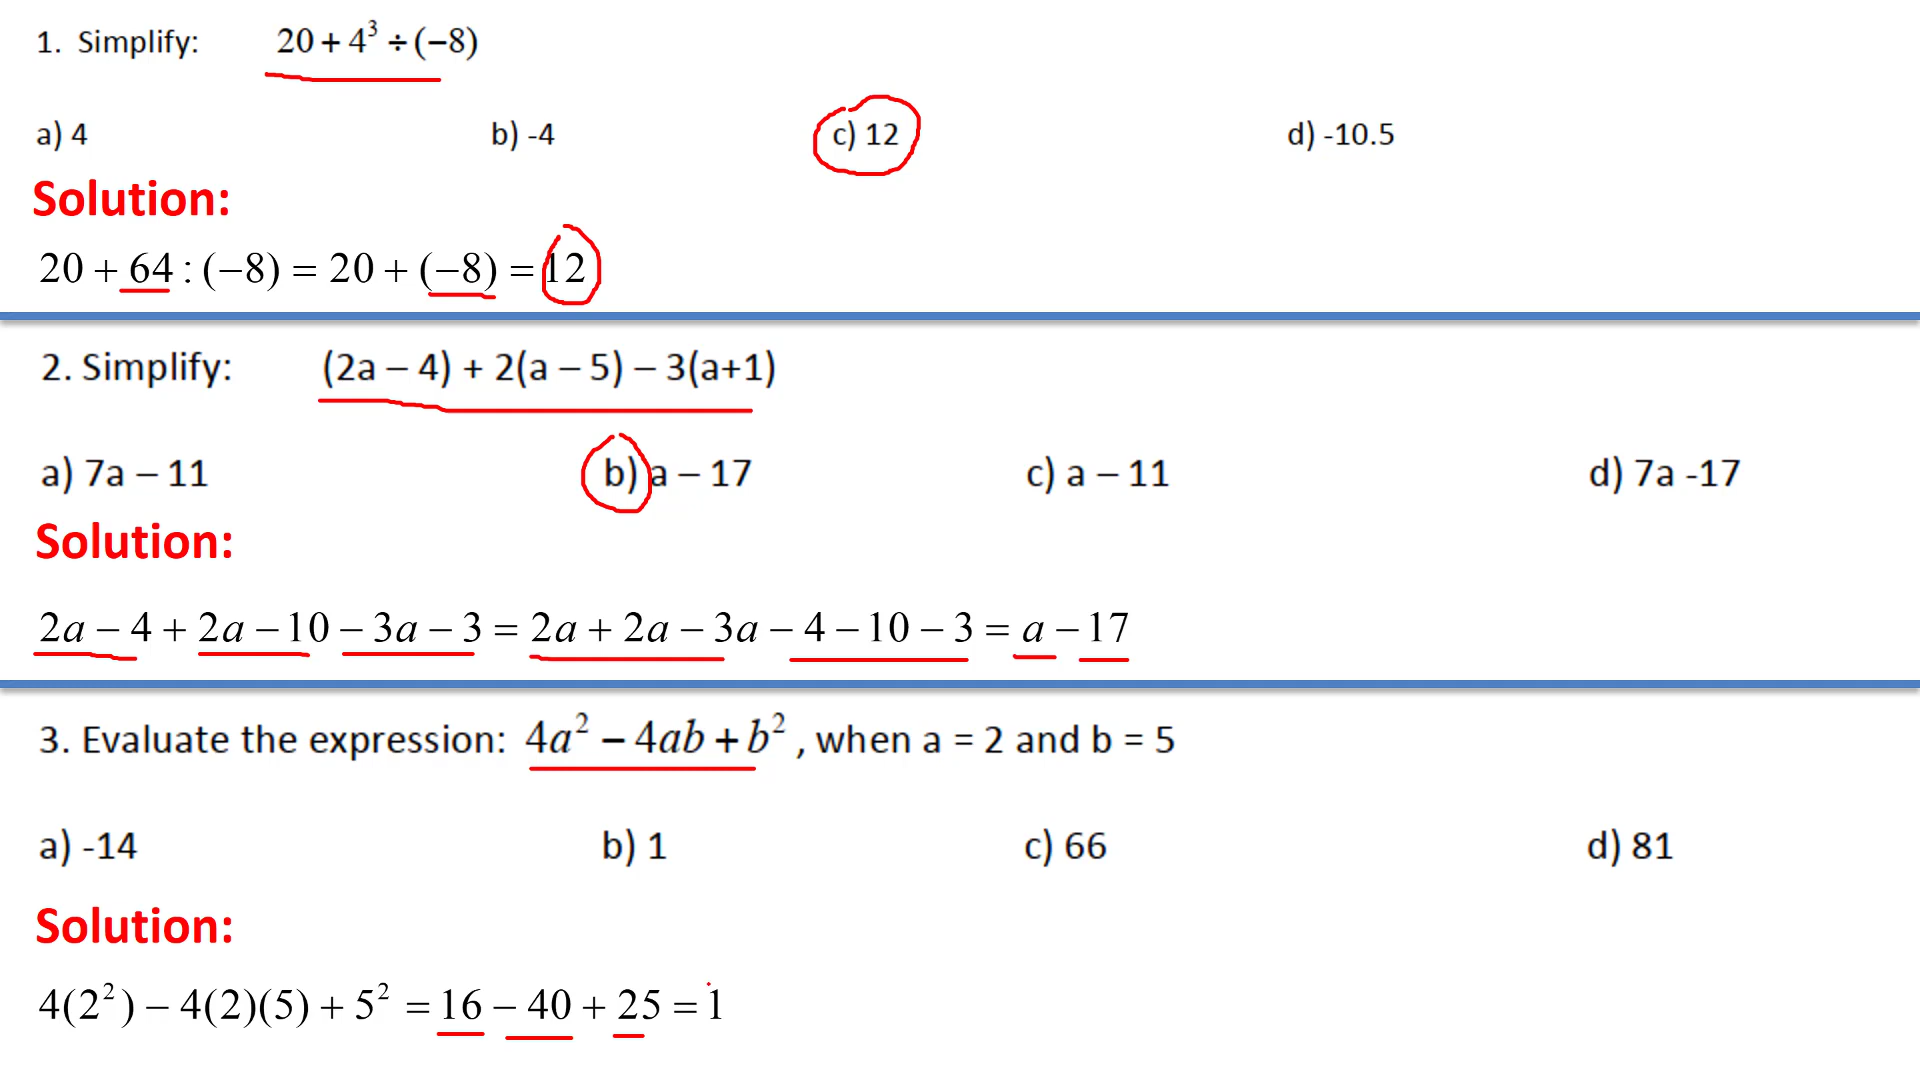 1. Simplify: 20 + 4³ ÷ (−8)
a) 4 b) -4 c) 12 d) -10.5
Solution:
20 + 64 : (−8) = 20 + (−8) = 12
2. Simplify: (2a – 4) + 2(a – 5) – 3(a+1)
a) 7a – 11 b) a – 17 c) a – 11 d) 7a -17
Solution:
2a − 4 + 2a − 10 − 3a − 3 = 2a + 2a − 3a − 4 − 10 − 3 = a − 17
3. Evaluate the expression: 4a² − 4ab + b² , when a = 2 and b = 5
a) -14 b) 1 c) 66 d) 81
Solution:
4(2²) − 4(2)(5) + 5² = 16 − 40 + 25 = 1